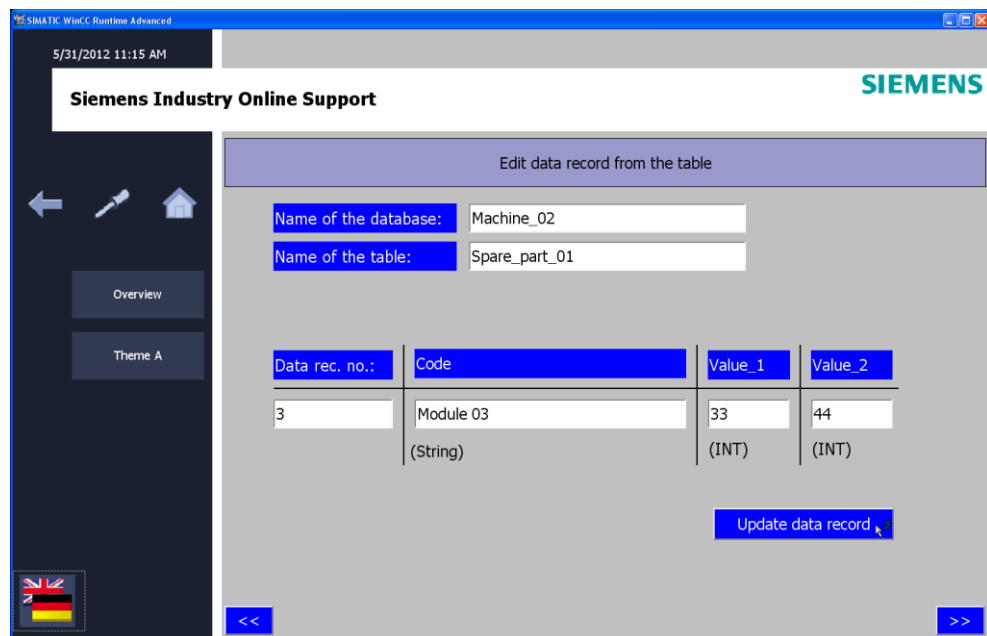 SIMATIC WinCC Runtime Advanced
5/31/2012 11:15 AM
SIEMENS
Siemens Industry Online Support
Edit data record from the table
Name of the database: Machine_02
Name of the table: Spare_part_01
Overview
Theme A
Data rec. no.: Code Value_1 Value_2
3 Module 03 33 44
(String) (INT) (INT)
Update data record
<< >>